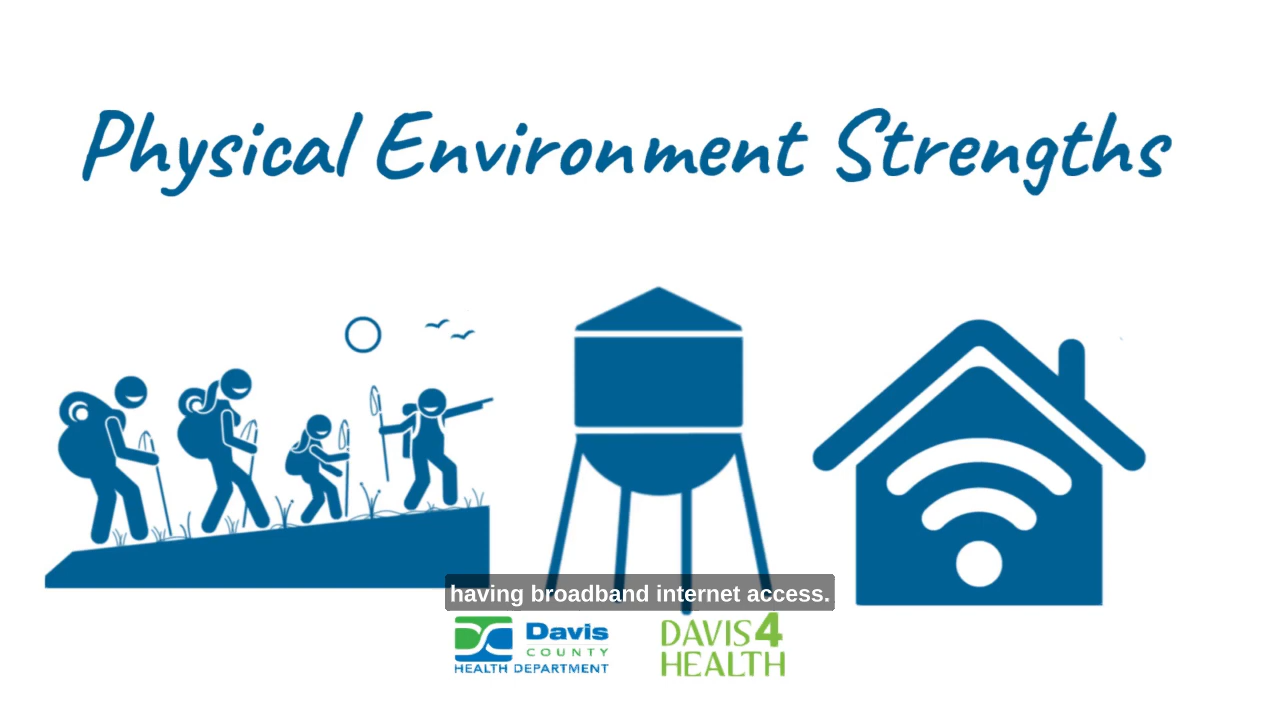 Physical Environment Strengths
having broadband internet access.
Davis
COUNTY
HEALTH DEPARTMENT
DAVIS4
HEALTH